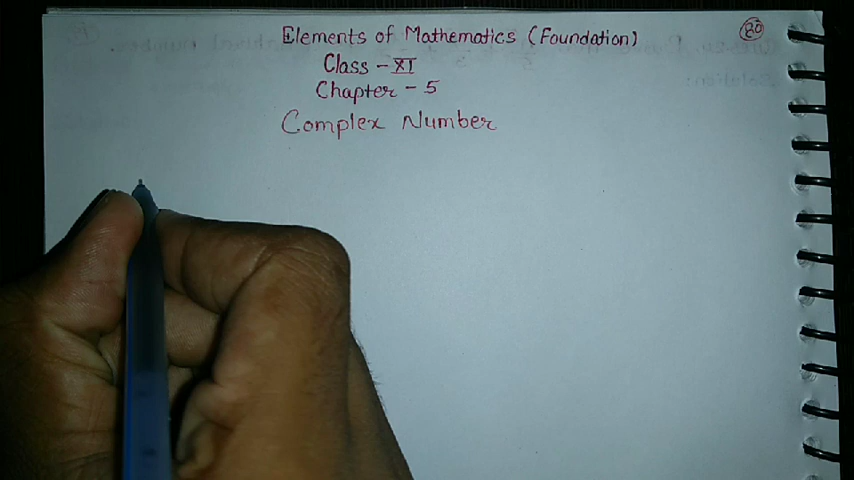 Elements of Mathematics (Foundation)
80
Class - XI
Chapter - 5
Complex Number